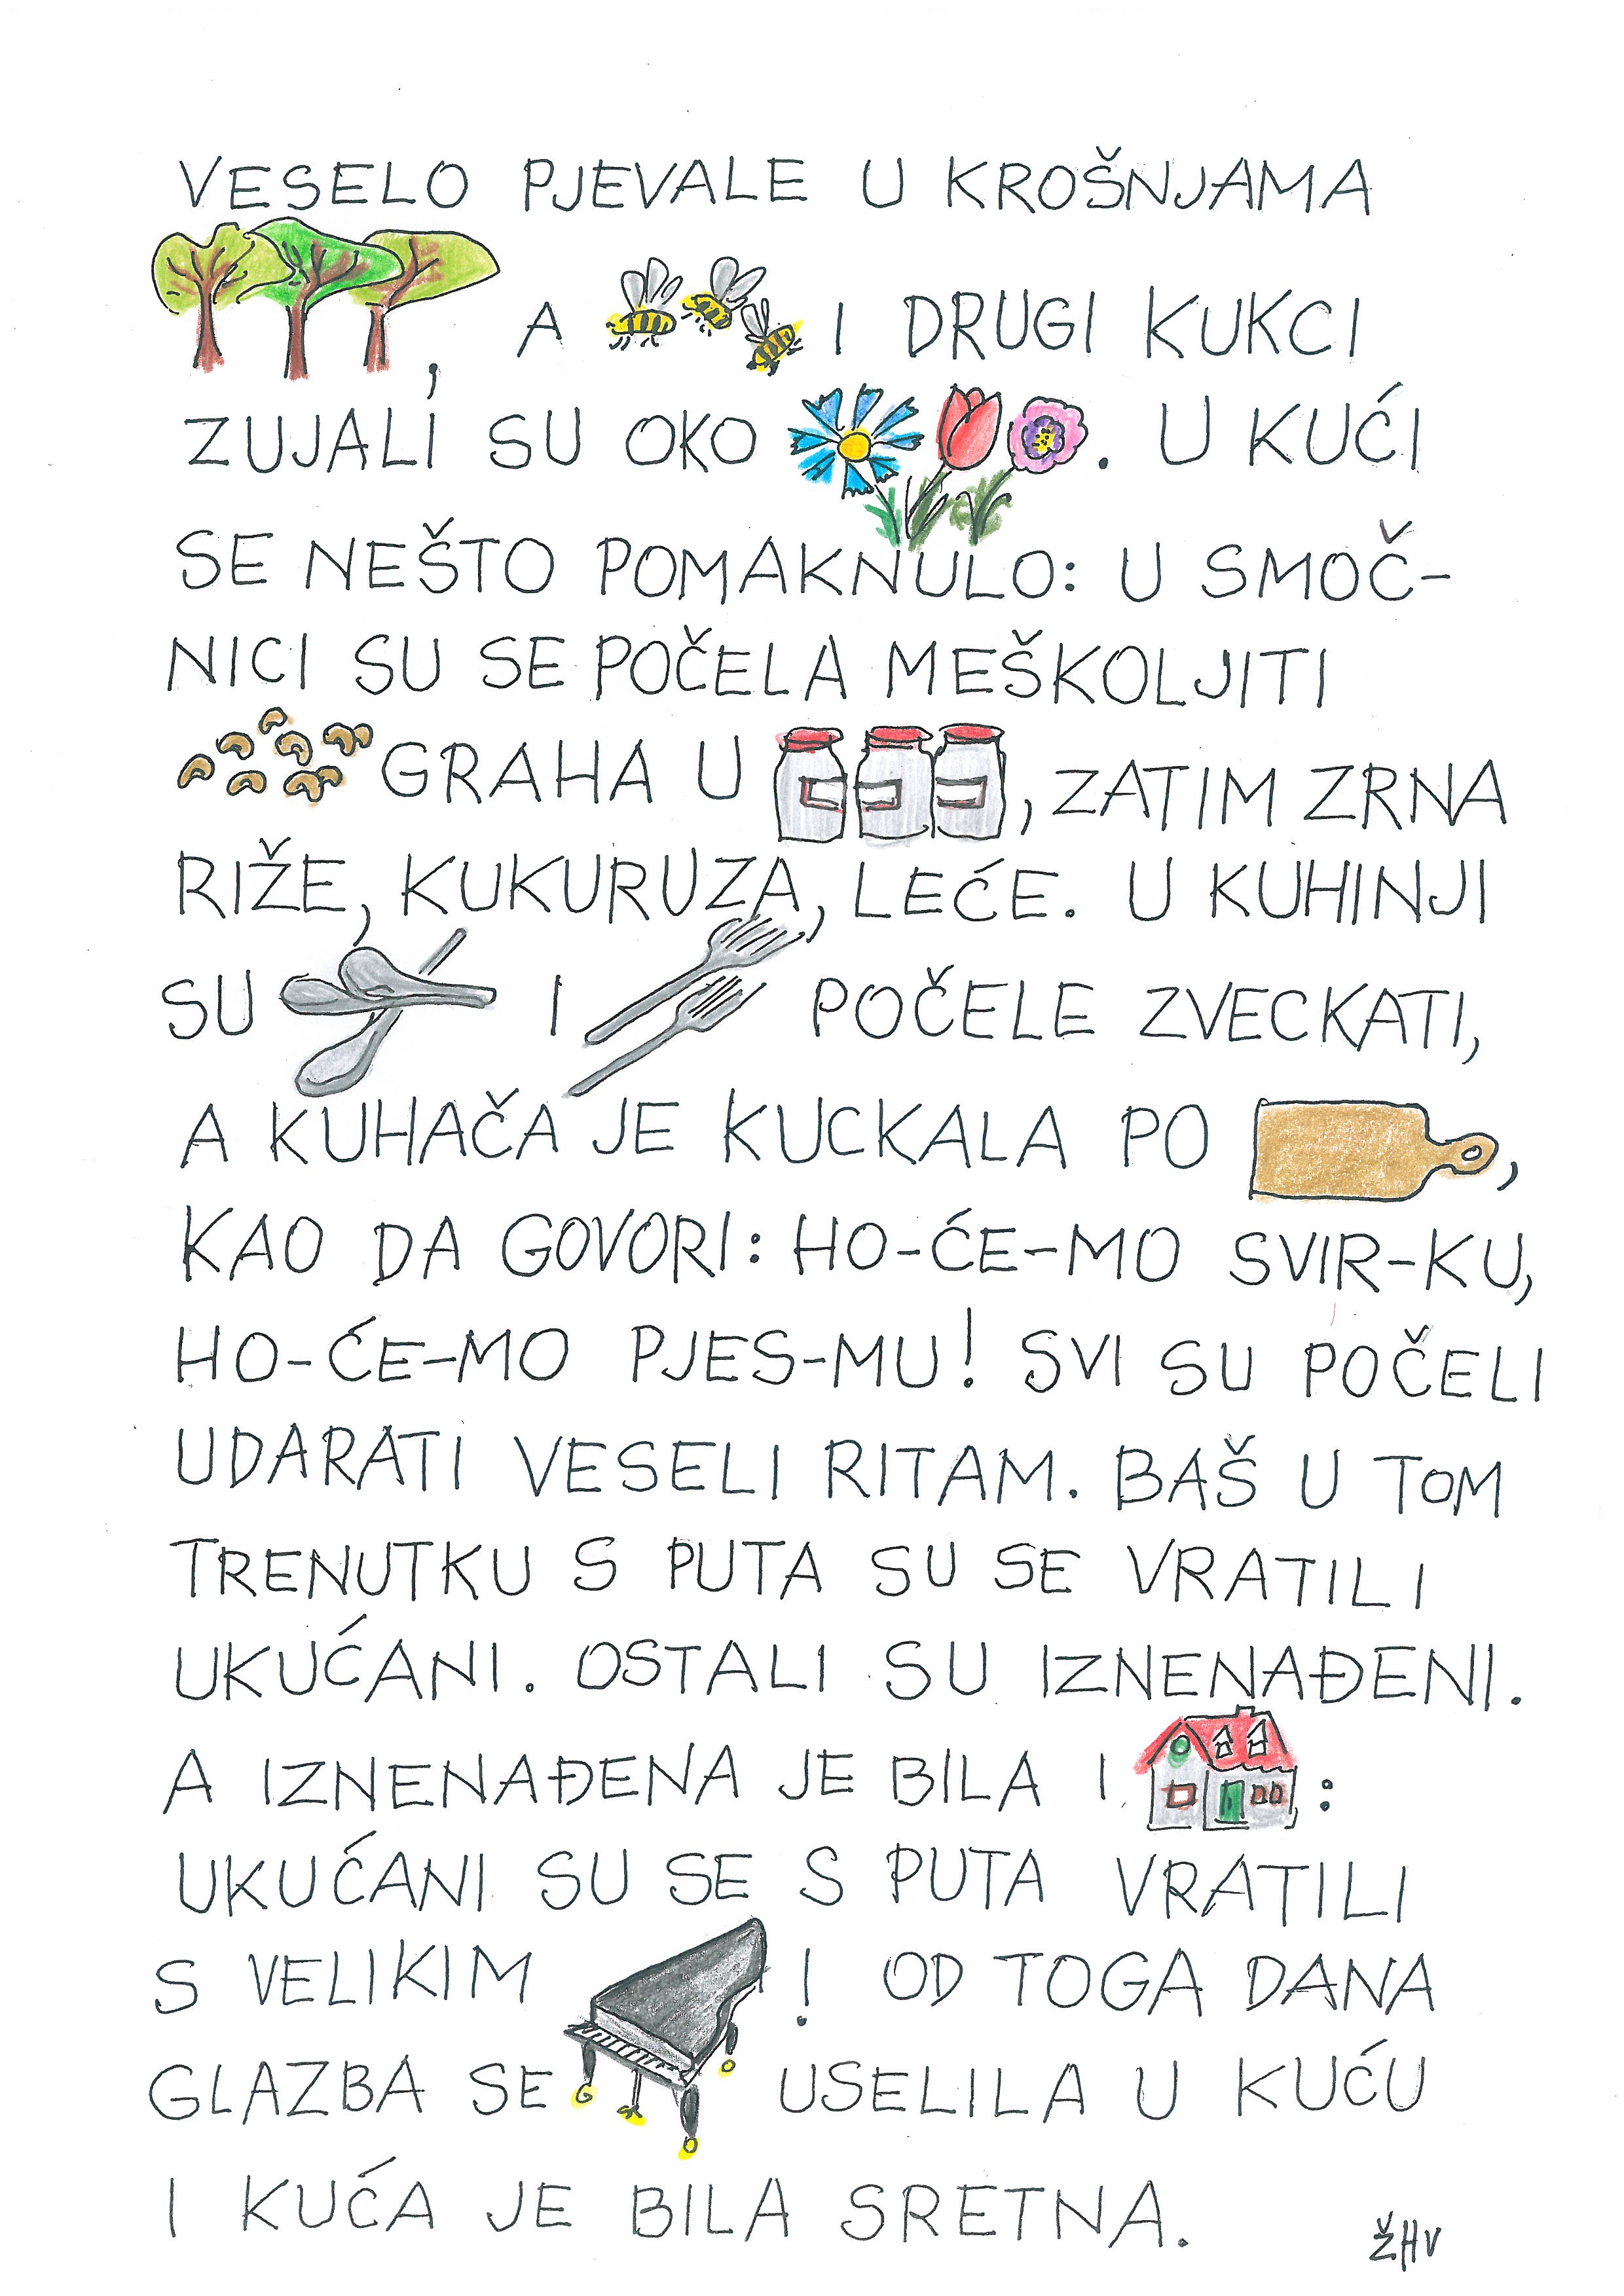 VESELO PJEVALE U KROŠNJAMA
, A I DRUGI KUKCI
ZUJALI SU OKO . U KUĆI
SE NEŠTO POMAKNULO: U SMOČ-
NICI SU SE POČELA MEŠKOLJITI
GRAHA U , ZATIM ZRNA
RIŽE, KUKURUZA, LEĆE. U KUHINJI
SU I POČELE ZVECKATI,
A KUHAČA JE KUCKALA PO ,
KAO DA GOVORI: HO-ĆE-MO SVIR-KU,
HO-ĆE-MO PJES-MU! SVI SU POČELI
UDARATI VESELI RITAM. BAŠ U TOM
TRENUTKU S PUTA SU SE VRATILI
UKUĆANI. OSTALI SU IZNENAĐENI.
A IZNENAĐENA JE BILA I :
UKUĆANI SU SE S PUTA VRATILI
S VELIKIM ! OD TOGA DANA
GLAZBA SE USELILA U KUĆU
I KUĆA JE BILA SRETNA.
ŽHV